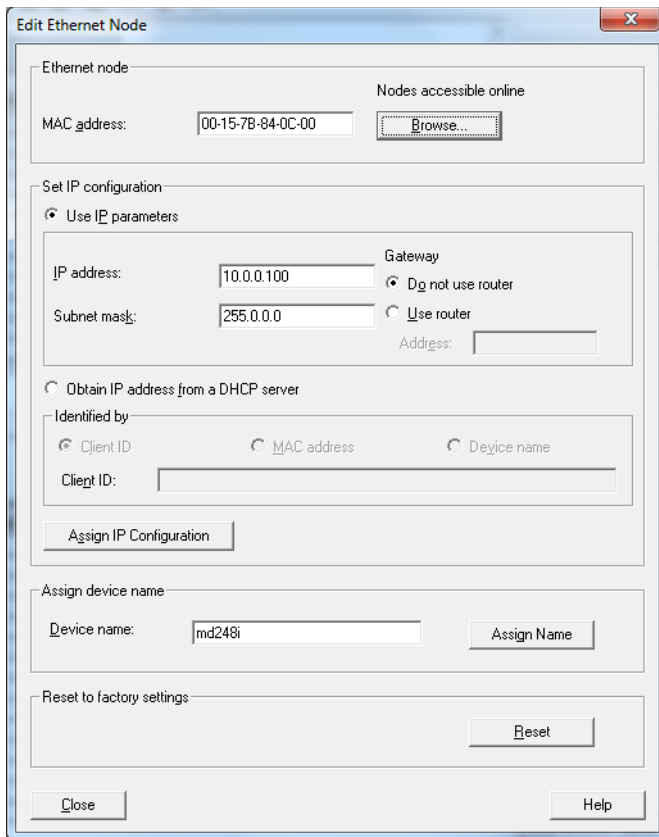 Edit Ethernet Node
Ethernet node
Nodes accessible online
MAC address: 00-15-7B-84-0C-00 Browse...
Set IP configuration
Use IP parameters
Gateway
IP address: 10.0.0.100 Do not use router
Subnet mask: 255.0.0.0 Use router
Address:
Obtain IP address from a DHCP server
Identified by
Client ID MAC address Device name
Client ID:
Assign IP Configuration
Assign device name
Device name: md248i Assign Name
Reset to factory settings
Reset
Close Help